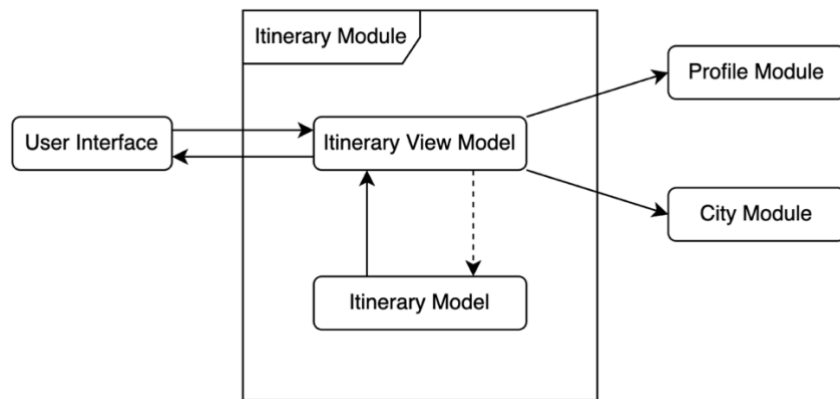 Itinerary Module
Profile Module
User Interface
Itinerary View Model
City Module
Itinerary Model